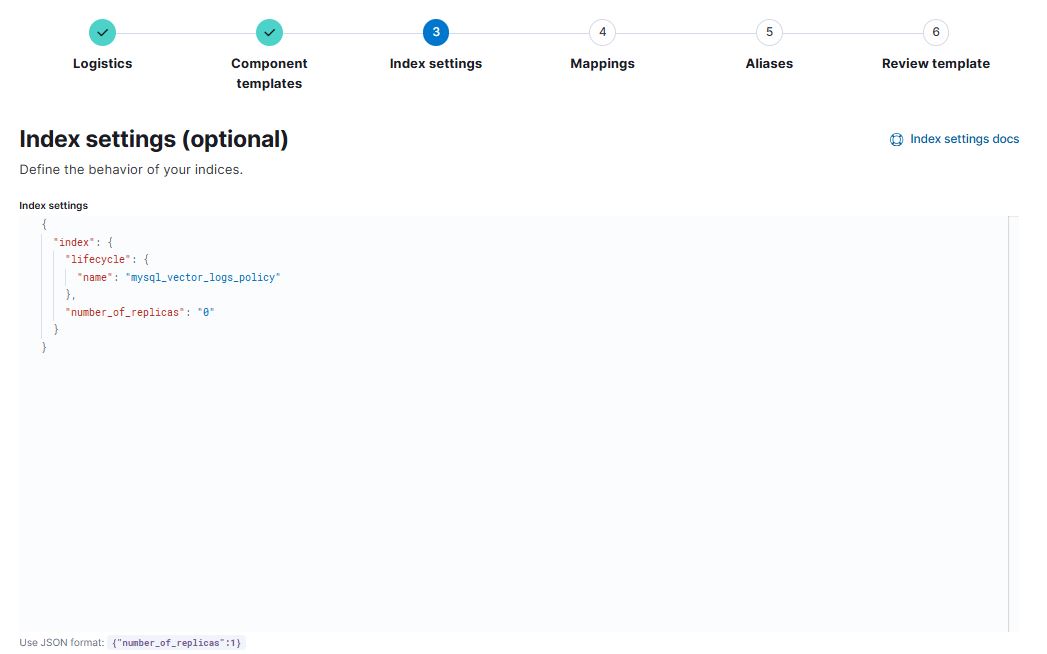 3 4 5 6
Logistics Component templates Index settings Mappings Aliases Review template
Index settings (optional)
Index settings docs
Define the behavior of your indices.
Index settings
{
  "index": {
    "lifecycle": {
      "name": "mysql_vector_logs_policy"
    },
    "number_of_replicas": "0"
  }
}
Use JSON format: {"number_of_replicas":1}